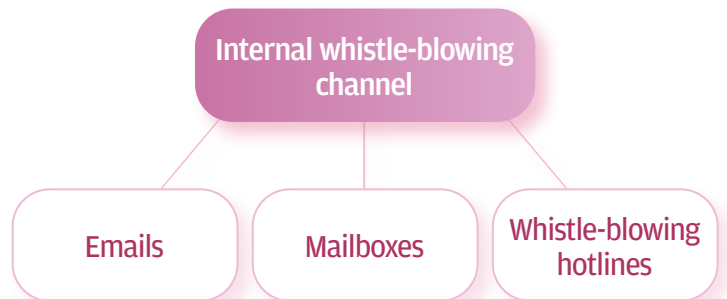 Internal whistle-blowing
channel
Emails
Mailboxes
Whistle-blowing
hotlines